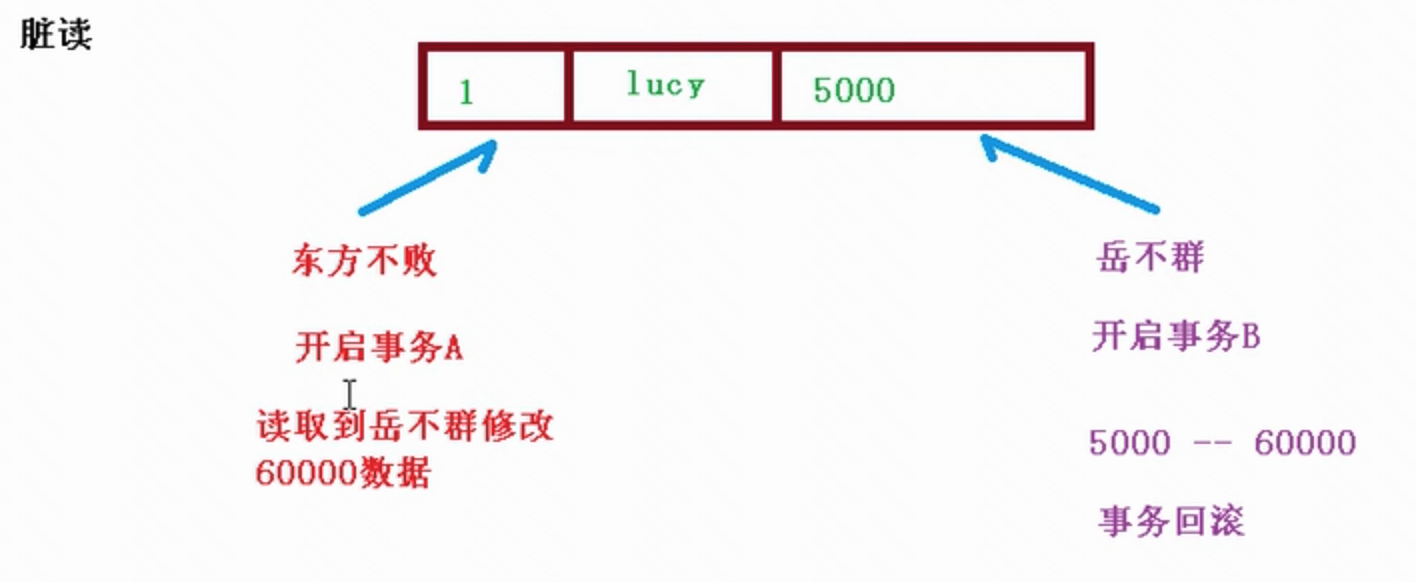 脏读
1 lucy 5000
东方不败
岳不群
开启事务A
开启事务B
读取到岳不群修改
60000数据
5000 -- 60000
事务回滚